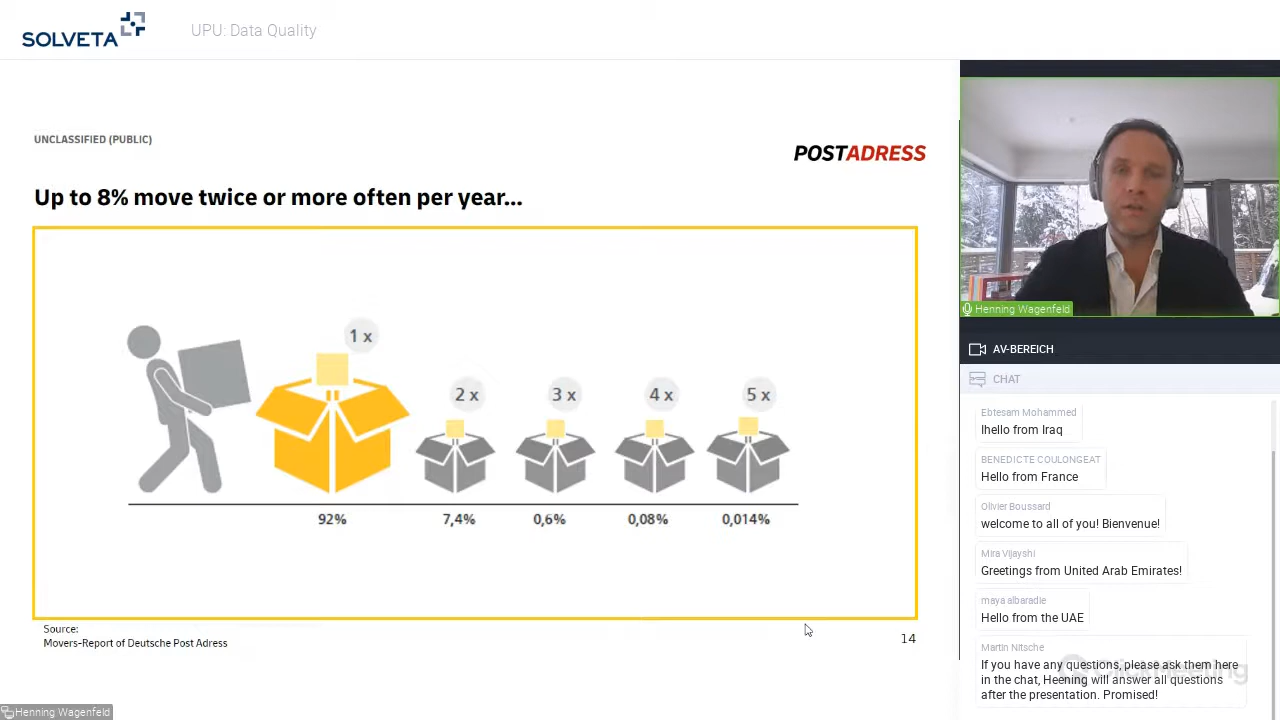 SOLVETA
UPU: Data Quality
UNCLASSIFIED (PUBLIC)
POSTADRESS
Up to 8% move twice or more often per year...
1 x
2 x
3 x
4 x
5 x
92%
7,4%
0,6%
0,08%
0,014%
Source:
Movers-Report of Deutsche Post Adress
14
Henning Wagenfeld
Henning Wagenfeld
AV-BEREICH
CHAT
Ebtesam Mohammed
Ihello from Iraq
BENEDICTE COULONGEAT
Hello from France
Olivier Boussard
welcome to all of you! Bienvenue!
Mira Vijayshi
Greetings from United Arab Emirates!
maya albaradie
Hello from the UAE
Martin Nitsche
If you have any questions, please ask them here
in the chat, Heening will answer all questions
after the presentation. Promised!